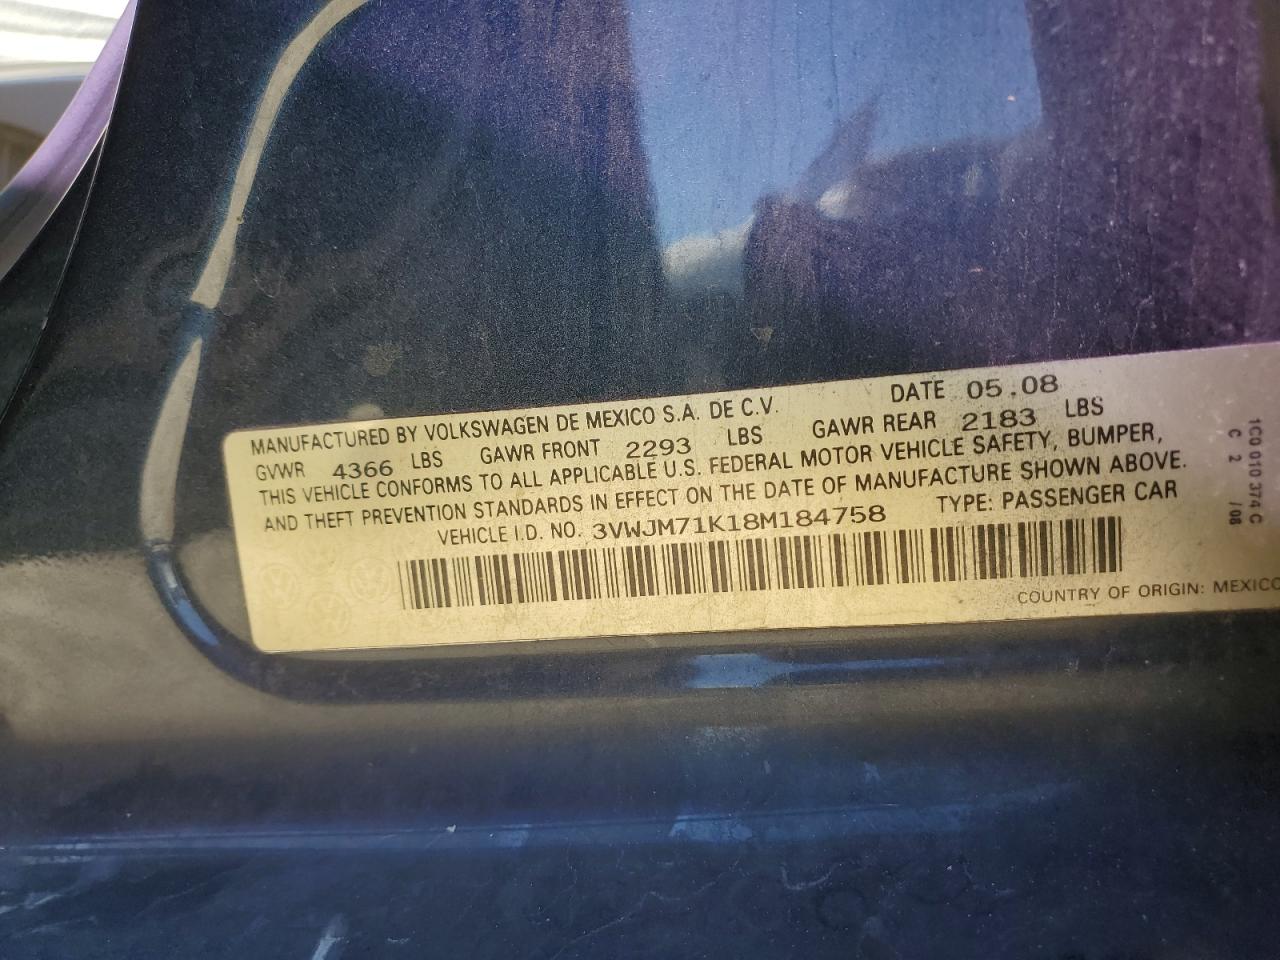 MANUFACTURED BY VOLKSWAGEN DE MEXICO S.A. DE C.V. DATE 05.08
GVWR 4366 LBS GAWR FRONT 2293 LBS GAWR REAR 2183 LBS
THIS VEHICLE CONFORMS TO ALL APPLICABLE U.S. FEDERAL MOTOR VEHICLE SAFETY, BUMPER,
AND THEFT PREVENTION STANDARDS IN EFFECT ON THE DATE OF MANUFACTURE SHOWN ABOVE.
VEHICLE I.D. NO. 3VWJM71K18M184758 TYPE: PASSENGER CAR
COUNTRY OF ORIGIN: MEXICO
1C0 010 374 C
C 2 /08